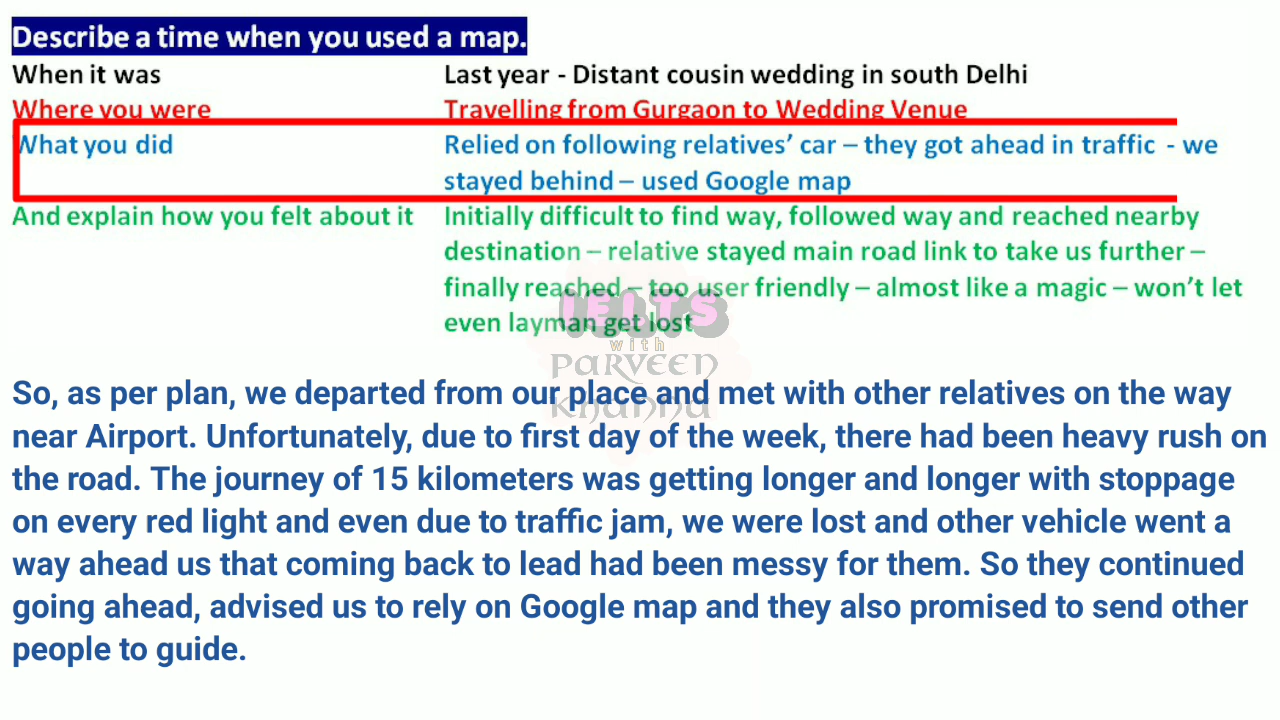 Describe a time when you used a map.
When it was Last year - Distant cousin wedding in south Delhi
Where you were Travelling from Gurgaon to Wedding Venue
What you did Relied on following relatives' car – they got ahead in traffic - we
stayed behind – used Google map
And explain how you felt about it Initially difficult to find way, followed way and reached nearby
destination – relative stayed main road link to take us further –
finally reached – too user friendly – almost like a magic – won't let
even layman get lost
IELTS
with
PARVEEN
Khanna
So, as per plan, we departed from our place and met with other relatives on the way
near Airport. Unfortunately, due to first day of the week, there had been heavy rush on
the road. The journey of 15 kilometers was getting longer and longer with stoppage
on every red light and even due to traffic jam, we were lost and other vehicle went a
way ahead us that coming back to lead had been messy for them. So they continued
going ahead, advised us to rely on Google map and they also promised to send other
people to guide.